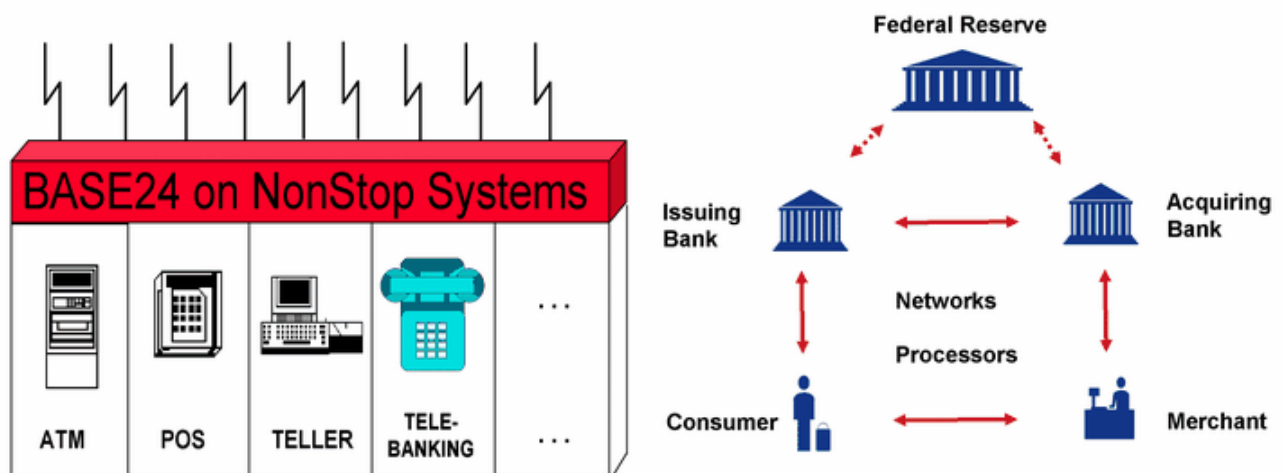 BASE24 on NonStop Systems
ATM
POS
TELLER
TELE-
BANKING
...
...
Federal Reserve
Issuing
Bank
Acquiring
Bank
Networks
Processors
Consumer
Merchant